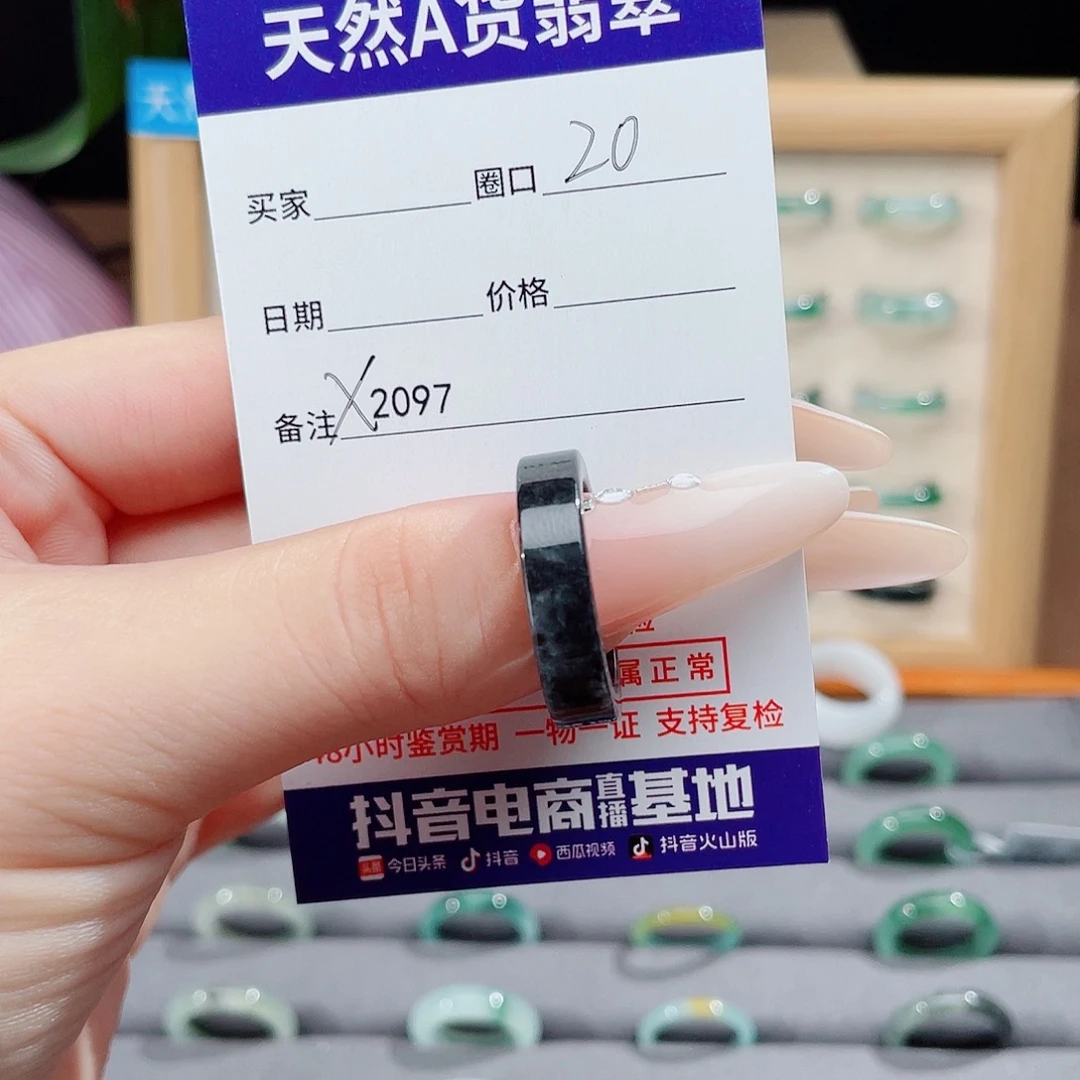 天然A货翡翠
天
买家 圈口 20
日期 价格
备注 X2097
属正常
48小时鉴赏期 一物一证 支持复检
抖音电商直播基地
头条 今日头条 抖音 西瓜视频 抖音火山版